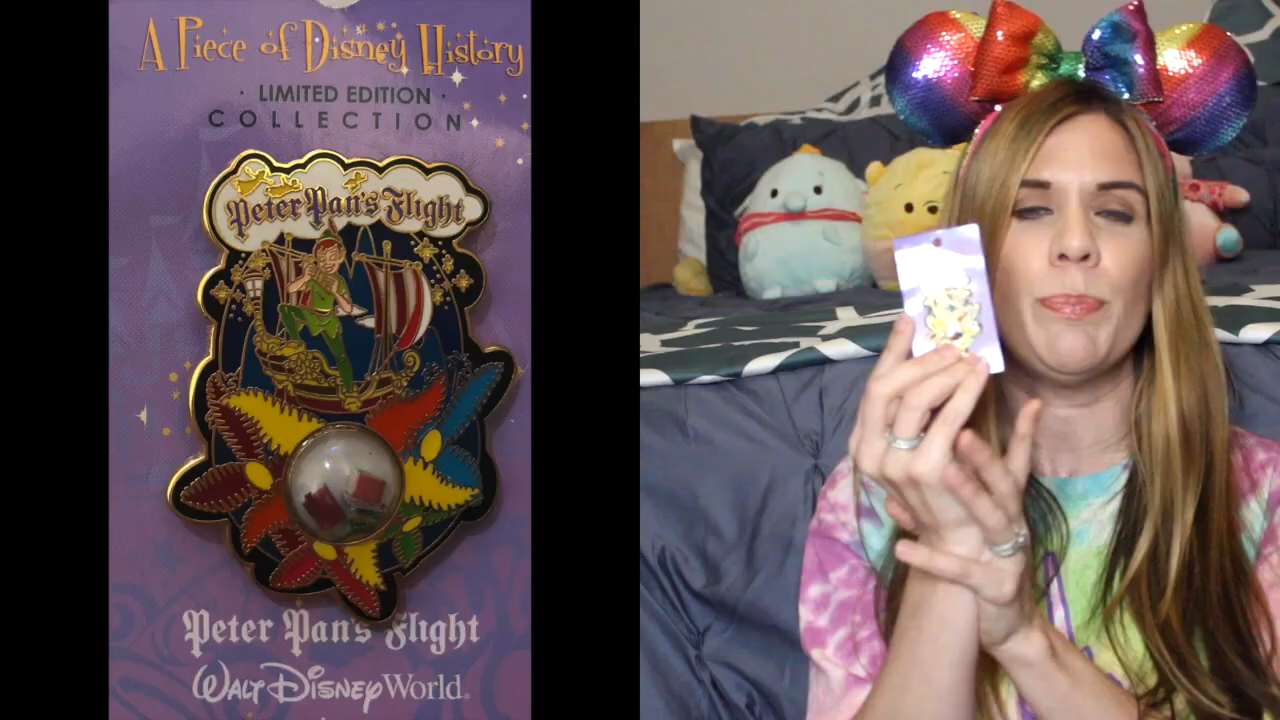 A Piece of Disney History
· LIMITED EDITION ·
COLLECTION
Peter Pan's Flight
Peter Pan's Flight
WALT DISNEY World®